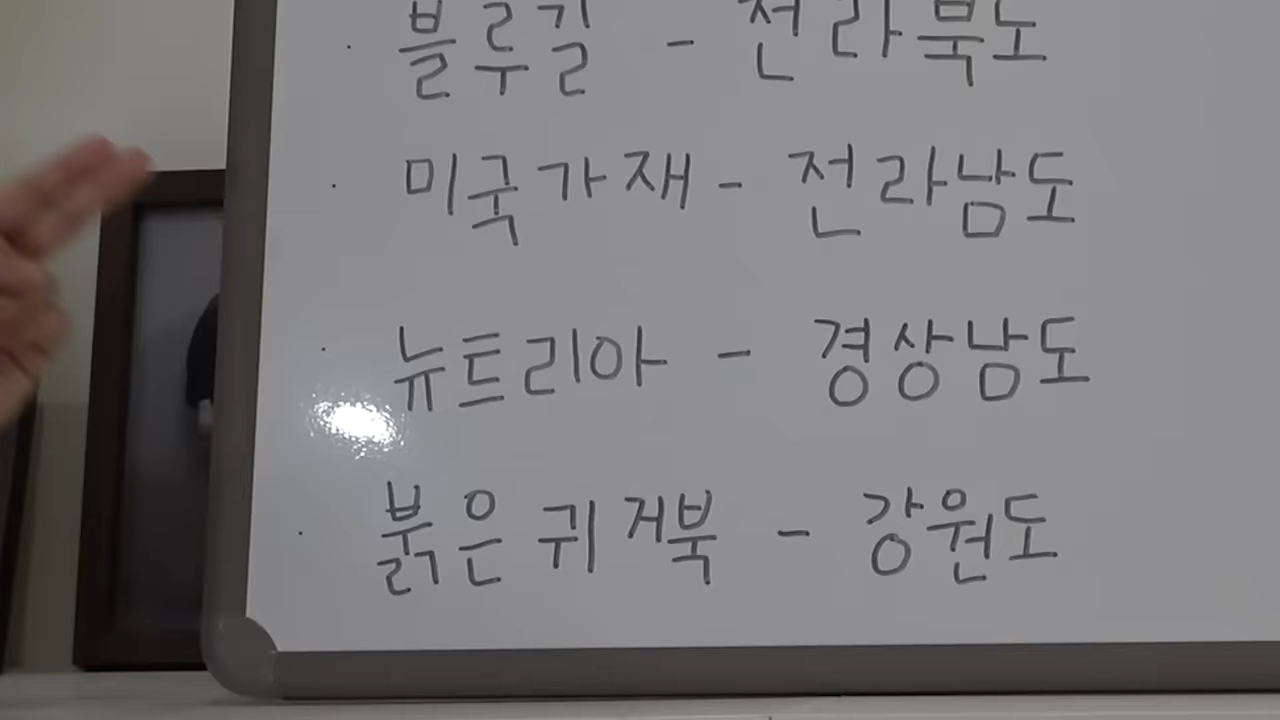 블루길 - 전라북도
미국가재 - 전라남도
뉴트리아 - 경상남도
붉은귀거북 - 강원도